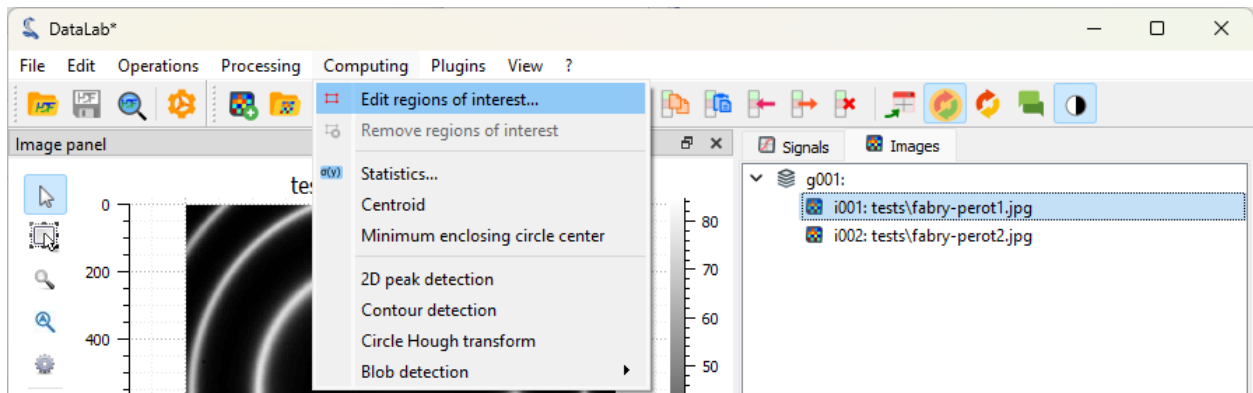 DataLab*
File Edit Operations Processing Computing Plugins View ?
Edit regions of interest...
Remove regions of interest
Image panel
Signals Images
σ(y) Statistics...
g001:
0
Centroid
80
i001: tests\fabry-perot1.jpg
Minimum enclosing circle center
i002: tests\fabry-perot2.jpg
200
2D peak detection
70
Contour detection
60
400
Circle Hough transform
Blob detection
50